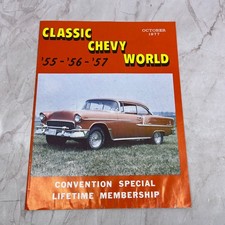 CLASSIC
CHEVY
WORLD
OCTOBER
1977
'55 - '56 - '57
CONVENTION SPECIAL
LIFETIME MEMBERSHIP